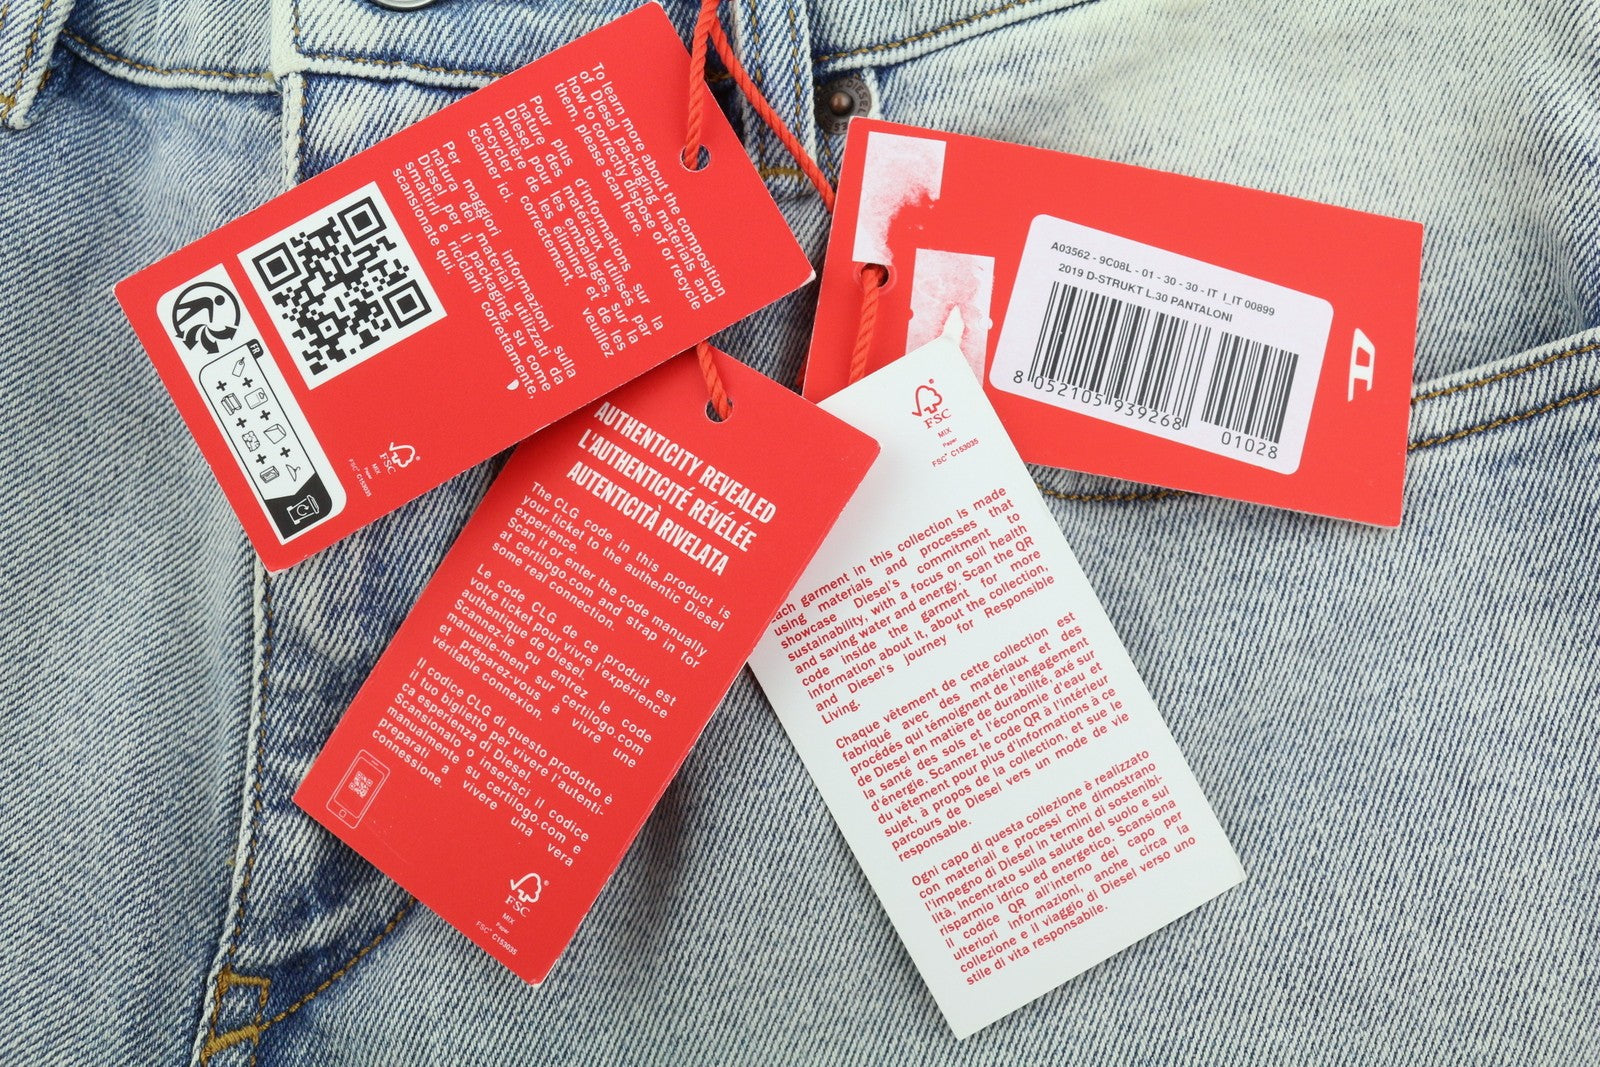 To learn more about the composition
of Diesel packaging materials and
how to correctly dispose of or recycle
them, please scan here.
Pour plus d'informations sur la
nature des matériaux utilisés par
Diesel pour les emballages, sur la
manière de les éliminer et de les
recycler correctement, veuillez
scanner ici.
Per maggiori informazioni sulla
natura dei materiali utilizzati da
Diesel per il packaging, su come
smaltirli e riciclarli correttamente,
scansionate qui.
FR
FSC
MIX
Paper
FSC® C153035
DIESEL
A03562 - 9C08L - 01 - 30 - 30 - IT I_IT 00899
2019 D-STRUKT L.30 PANTALONI
8 052105 939268
01028
AUTHENTICITY REVEALED
L'AUTHENTICITÉ RÉVÉLÉE
AUTENTICITÀ RIVELATA
The CLG code in this product is
your ticket to the authentic Diesel
experience.
Scan it or enter the code manually
at certilogo.com and strap in for
some real connection.
Le code CLG de ce produit est
votre ticket pour vivre l'expérience
authentique de Diesel.
Scannez-le ou entrez le code
manuelle-ment sur certilogo.com
et préparez-vous à vivre une
véritable connexion.
Il codice CLG di questo prodotto è
il tuo biglietto per vivere l'autenti-
ca esperienza di Diesel.
Scansionalo o inserisci il codice
manualmente su certilogo.com e
preparati a vivere una vera
connessione.
FSC
MIX
Paper
FSC® C153035
FSC
MIX
Paper
FSC® C153035
ach garment in this collection is made
using materials and processes that
showcase Diesel's commitment to
sustainability, with a focus on soil health
and saving water and energy. Scan the QR
code inside the garment for more
information about it, about the collection,
and Diesel's journey for Responsible
Living.
Chaque vêtement de cette collection est
fabriqué avec des matériaux et des
procédés qui témoignent de l'engagement
de Diesel en matière de durabilité, axé sur
la santé des sols et l'économie d'eau et
d'énergie. Scannez le code QR à l'intérieur
du vêtement pour plus d'informations à ce
sujet, à propos de la collection, et sue le
parcours de Diesel vers un mode de vie
responsable.
Ogni capo di questa collezione è realizzato
con materiali e processi che dimostrano
l'impegno di Diesel in termini di sostenibi-
lità, incentrato sulla salute del suolo e sul
risparmio idrico ed energetico. Scansiona
il codice QR all'interno del capo per
ulteriori informazioni, anche circa la
collezione e il viaggio di Diesel verso uno
stile di vita responsabile.